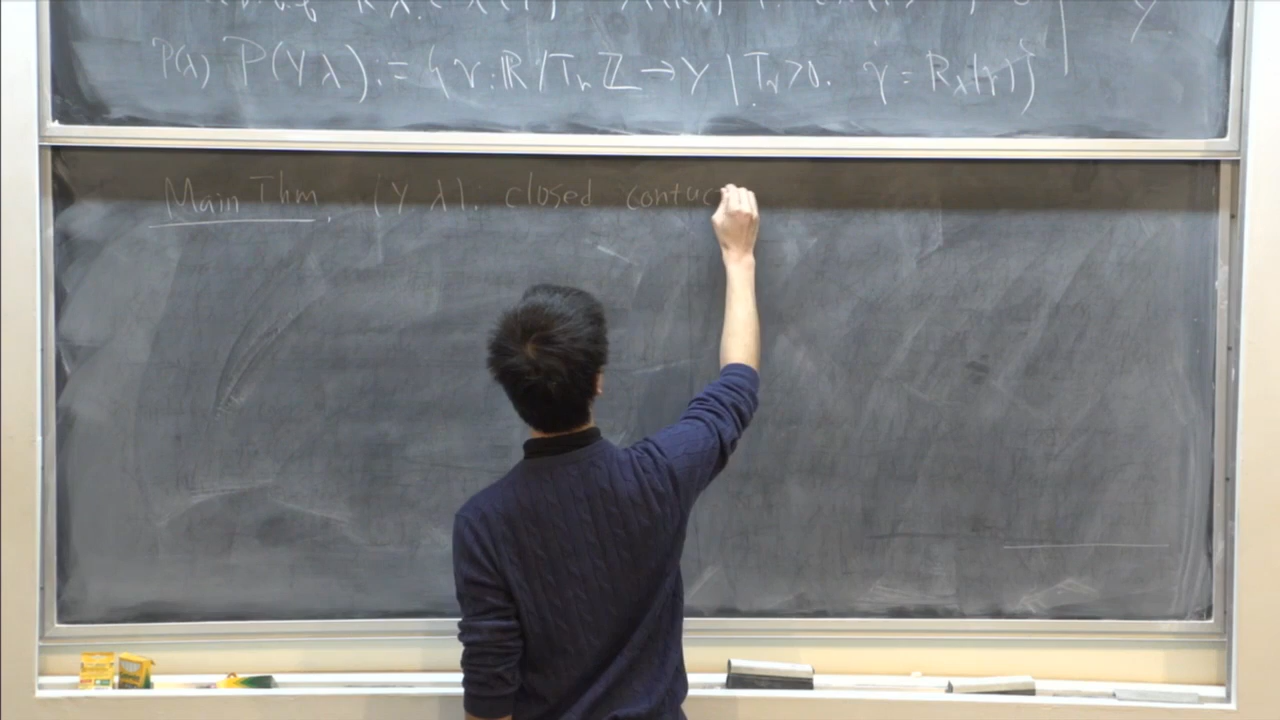 P(λ) P(Y λ) := { γ : ℝ/T_γ ℤ → Y | T_γ > 0. γ̇ = R_λ(γ) }
Main Thm. (Y λ): closed contac